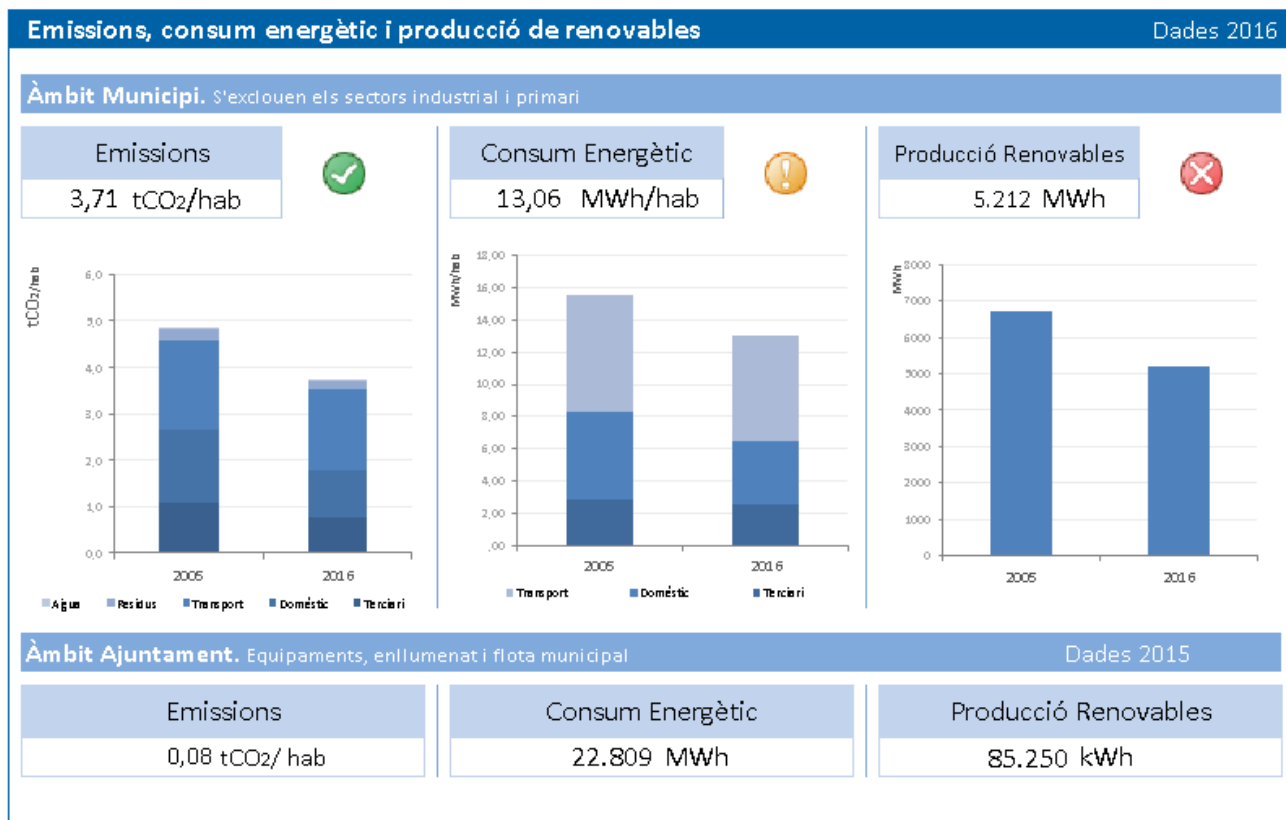 Emissions, consum energètic i producció de renovables Dades 2016
Àmbit Municipi. S'exclouen els sectors industrial i primari
Emissions
3,71 tCO2/hab
Consum Energètic
13,06 MWh/hab
Producció Renovables
5.212 MWh
tCO2/hab
6,0
5,0
4,0
3,0
2,0
1,0
0,0
2005 2016
Aigua Residus Transport Domèstic Terciari
MWh/hab
18,00
16,00
14,00
12,00
10,00
8,00
6,00
4,00
2,00
,00
2005 2016
Transport Domèstic Terciari
MWh
8000
7000
6000
5000
4000
3000
2000
1000
0
2005 2016
Àmbit Ajuntament. Equipaments, enllumenat i flota municipal Dades 2015
Emissions
0,08 tCO2/ hab
Consum Energètic
22.809 MWh
Producció Renovables
85.250 kWh